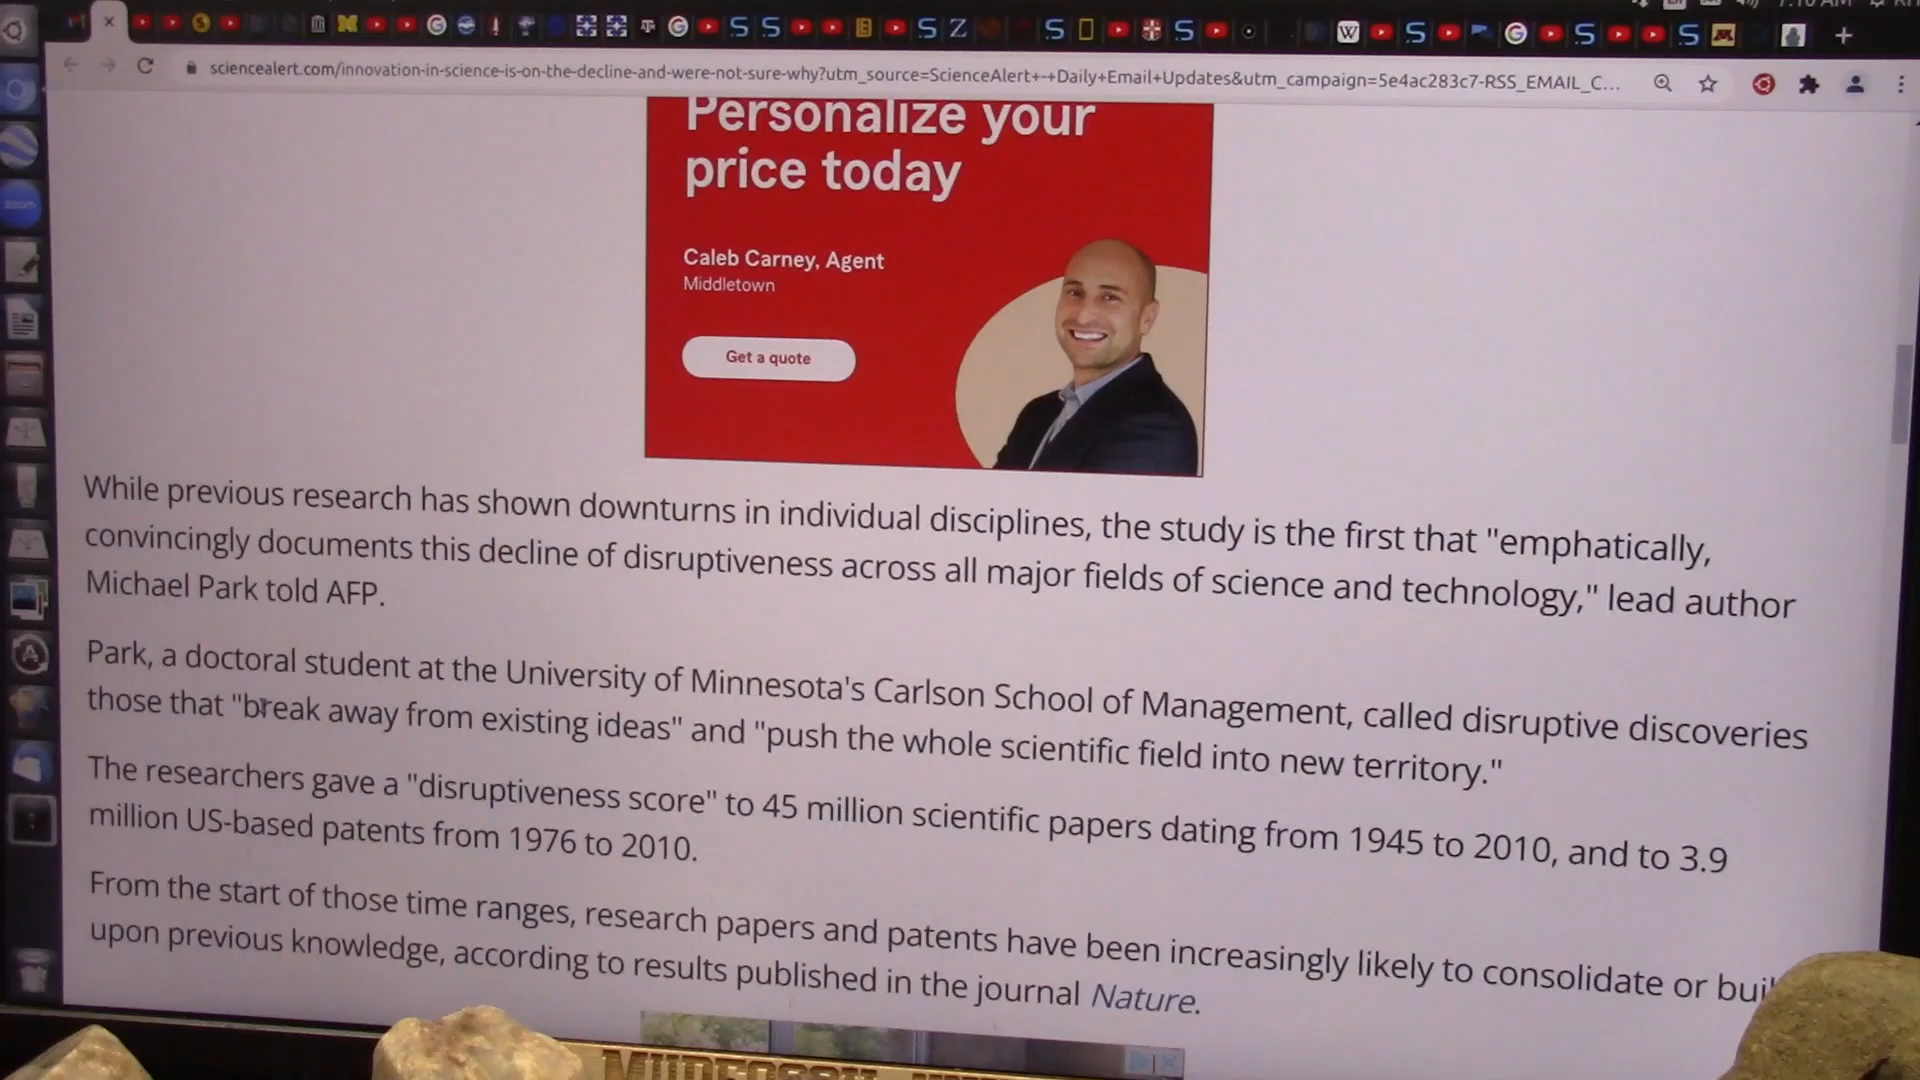 sciencealert.com/innovation-in-science-is-on-the-decline-and-were-not-sure-why?utm_source=ScienceAlert+-+Daily+Email+Updates&utm_campaign=5e4ac283c7-RSS_EMAIL_C...
Personalize your
price today
Caleb Carney, Agent
Middletown
Get a quote
While previous research has shown downturns in individual disciplines, the study is the first that "emphatically,
convincingly documents this decline of disruptiveness across all major fields of science and technology," lead author
Michael Park told AFP.
Park, a doctoral student at the University of Minnesota's Carlson School of Management, called disruptive discoveries
those that "break away from existing ideas" and "push the whole scientific field into new territory."
The researchers gave a "disruptiveness score" to 45 million scientific papers dating from 1945 to 2010, and to 3.9
million US-based patents from 1976 to 2010.
From the start of those time ranges, research papers and patents have been increasingly likely to consolidate or
upon previous knowledge, according to results published in the journal Nature.